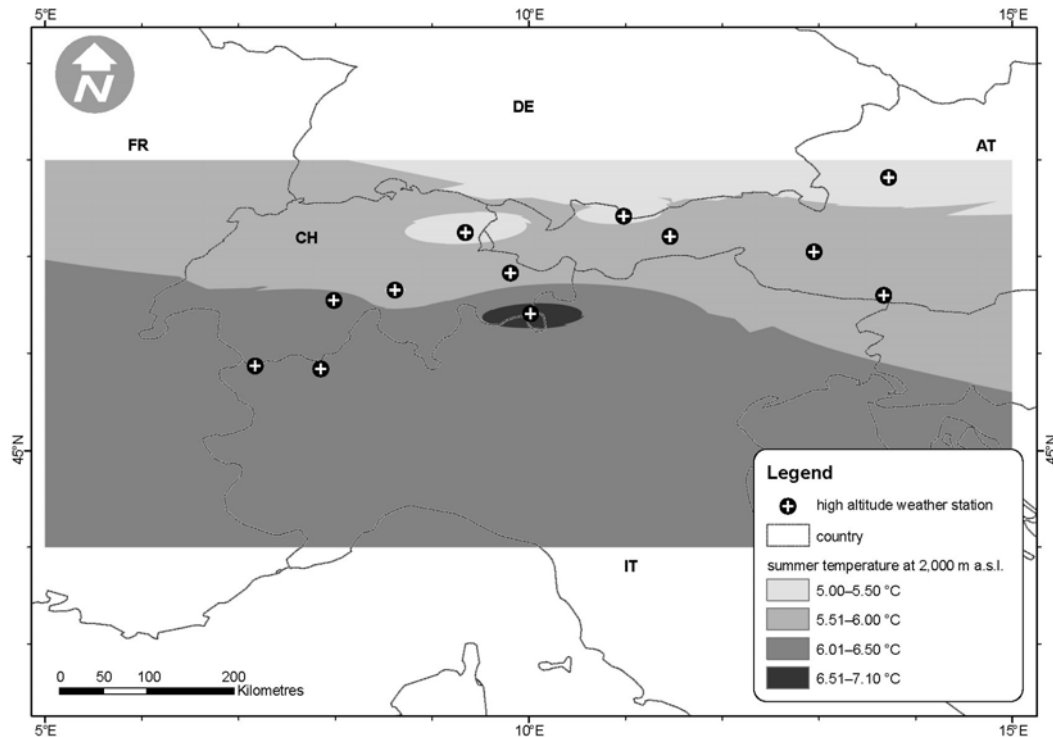 5°E
10°E
15°E
N
DE
FR
AT
CH
45°N
45°N
Legend
high altitude weather station
country
summer temperature at 2,000 m a.s.l.
5.00–5.50 °C
5.51–6.00 °C
6.01–6.50 °C
6.51–7.10 °C
IT
0 50 100 200
Kilometres
5°E
10°E
15°E